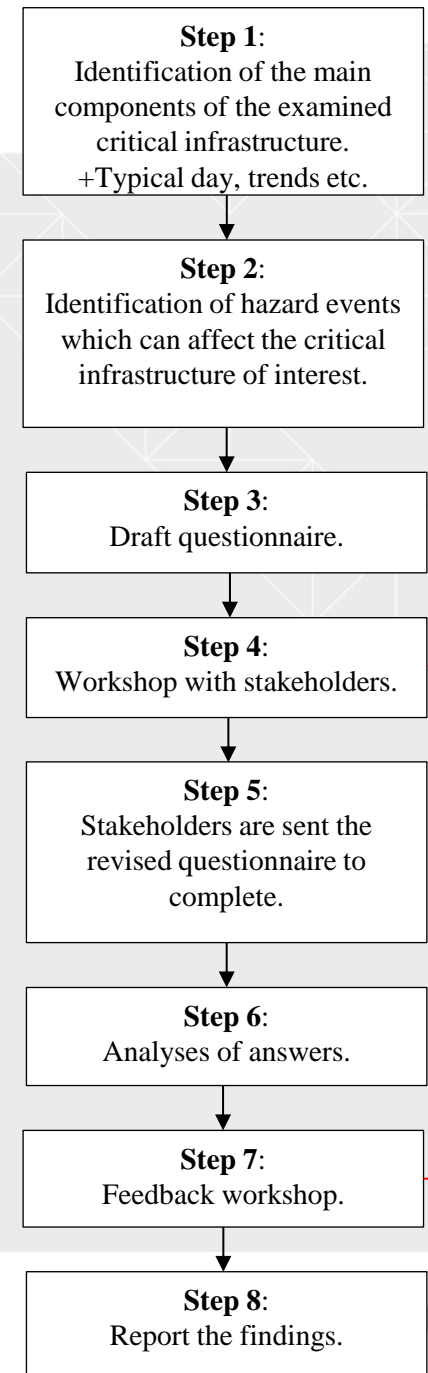 Step 1:
Identification of the main
components of the examined
critical infrastructure.
+Typical day, trends etc.
Step 2:
Identification of hazard events
which can affect the critical
infrastructure of interest.
Step 3:
Draft questionnaire.
Step 4:
Workshop with stakeholders.
Step 5:
Stakeholders are sent the
revised questionnaire to
complete.
Step 6:
Analyses of answers.
Step 7:
Feedback workshop.
Step 8:
Report the findings.